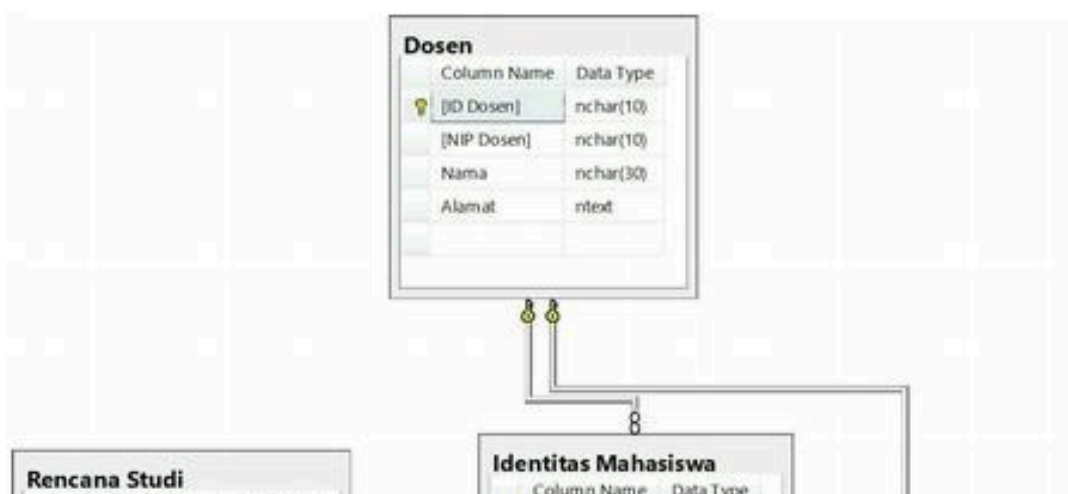 Dosen
Column Name Data Type
[ID Dosen] nchar(10)
[NIP Dosen] nchar(10)
Nama nchar(30)
Alamat ntext
Identitas Mahasiswa
Rencana Studi
Column Name Data Type